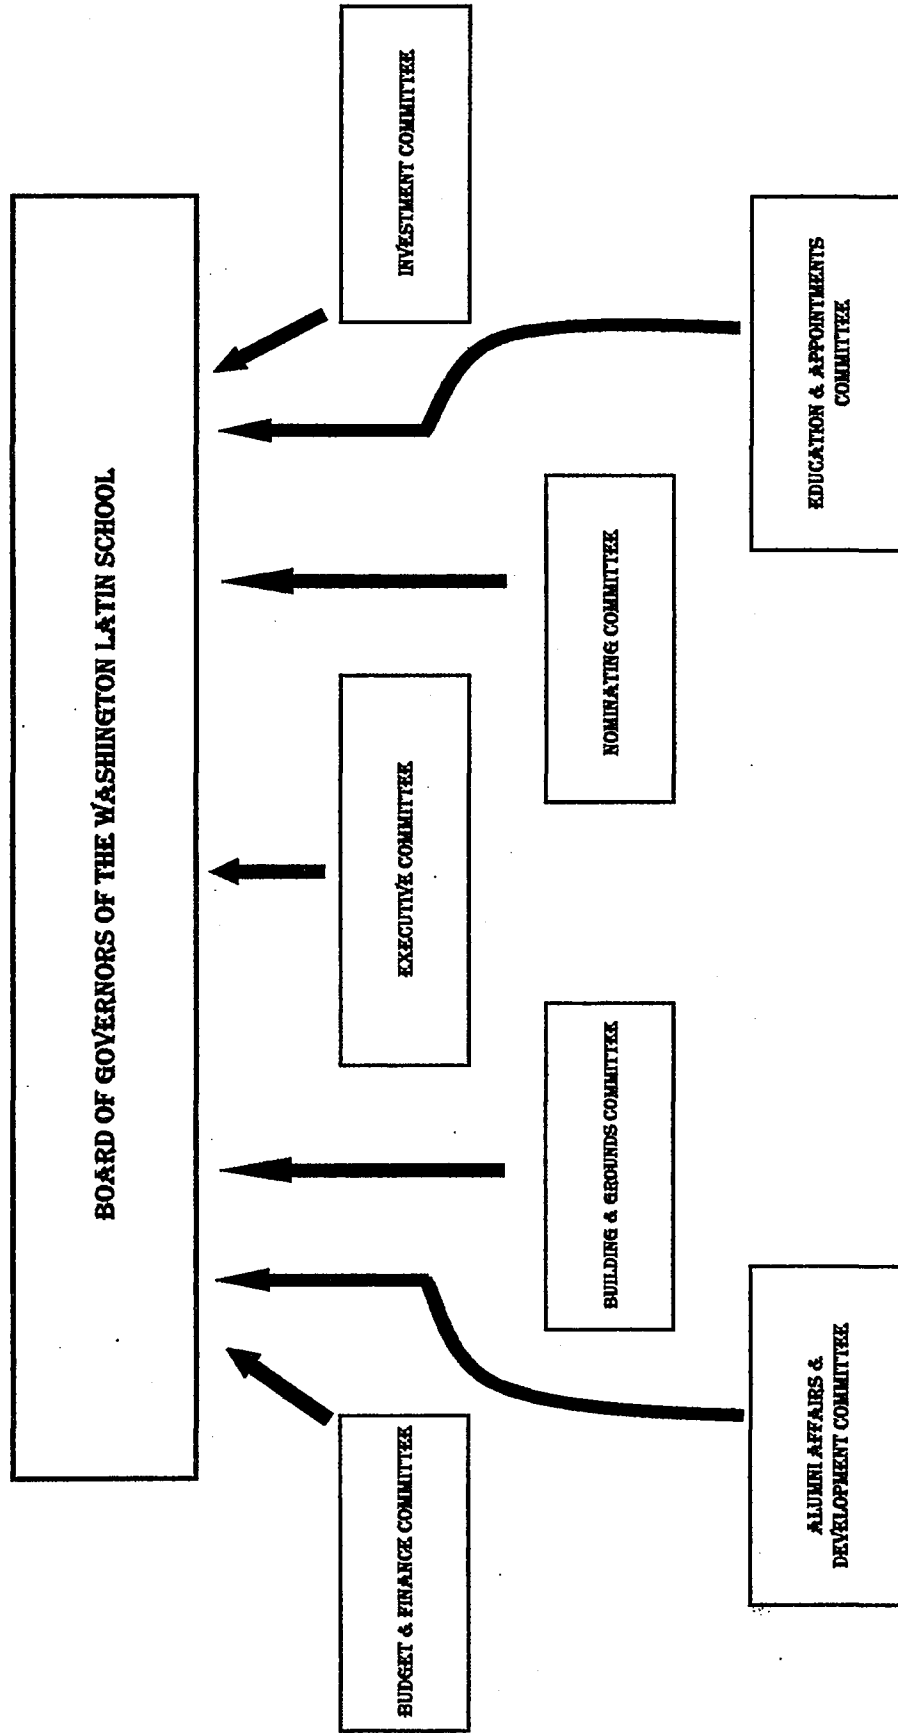 BOARD OF GOVERNORS OF THE WASHINGTON LATIN SCHOOL
BUDGET & FINANCE COMMITTEE
EXECUTIVE COMMITTEE
INVESTMENT COMMITTEE
BUILDING & GROUNDS COMMITTEE
NOMINATING COMMITTEE
ALUMNI AFFAIRS &
DEVELOPMENT COMMITTEE
EDUCATION & APPOINTMENTS
COMMITTEE